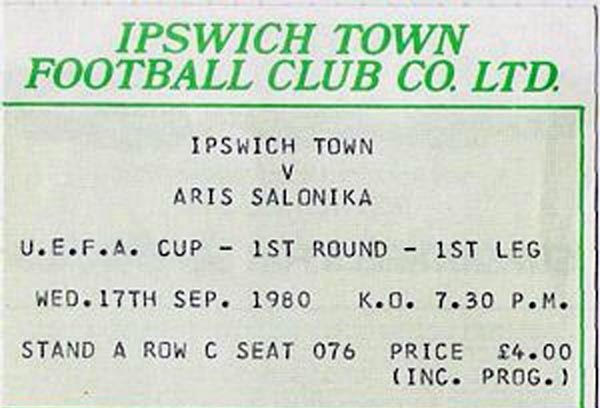 IPSWICH TOWN
FOOTBALL CLUB CO. LTD.
IPSWICH TOWN
V
ARIS SALONIKA
U.E.F.A. CUP - 1ST ROUND - 1ST LEG
WED.17TH SEP. 1980 K.O. 7.30 P.M.
STAND A ROW C SEAT 076 PRICE £4.00
(INC. PROG.)